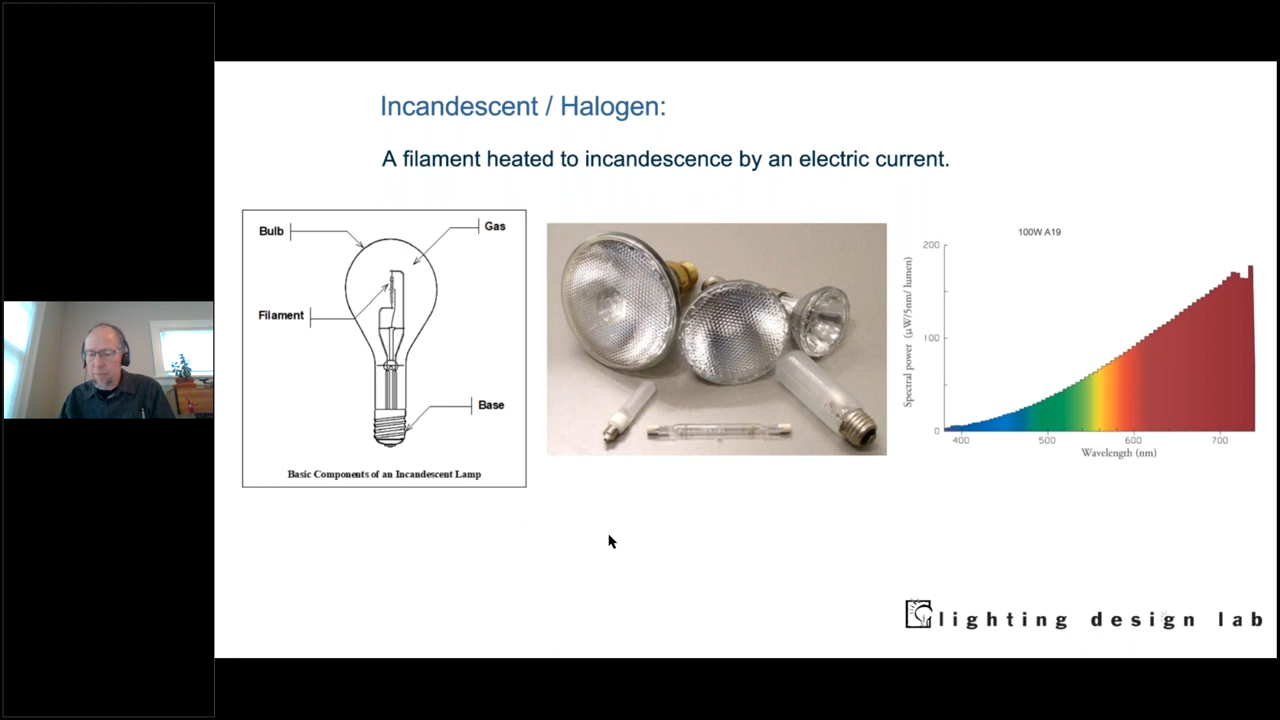 Incandescent / Halogen:
A filament heated to incandescence by an electric current.
Bulb
Gas
Filament
Base
Basic Components of an Incandescent Lamp
100W A19
Spectral power (µW/5nm/ lumen)
200
100
0
400
500
600
700
Wavelength (nm)
lighting design lab